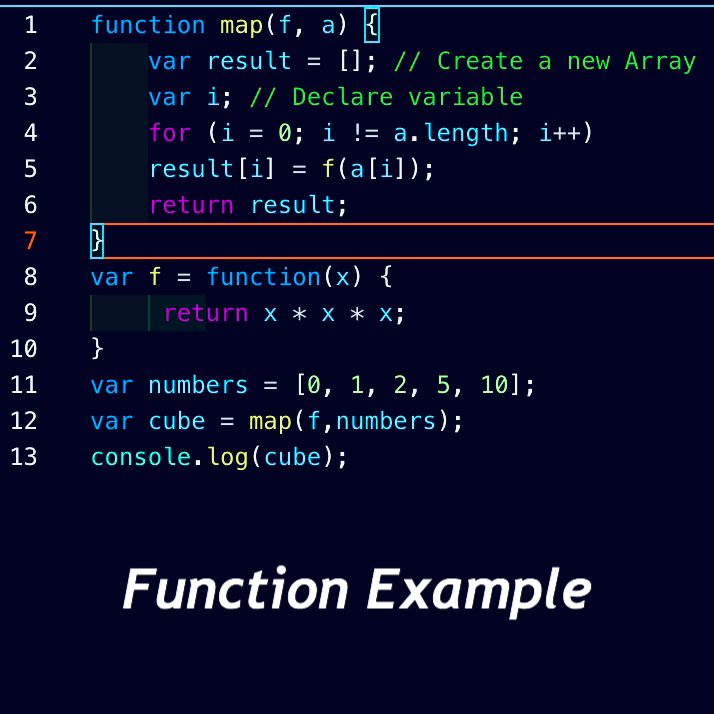 1 function map(f, a) {
2 var result = []; // Create a new Array
3 var i; // Declare variable
4 for (i = 0; i != a.length; i++)
5 result[i] = f(a[i]);
6 return result;
7 }
8 var f = function(x) {
9 return x * x * x;
10 }
11 var numbers = [0, 1, 2, 5, 10];
12 var cube = map(f,numbers);
13 console.log(cube);
Function Example